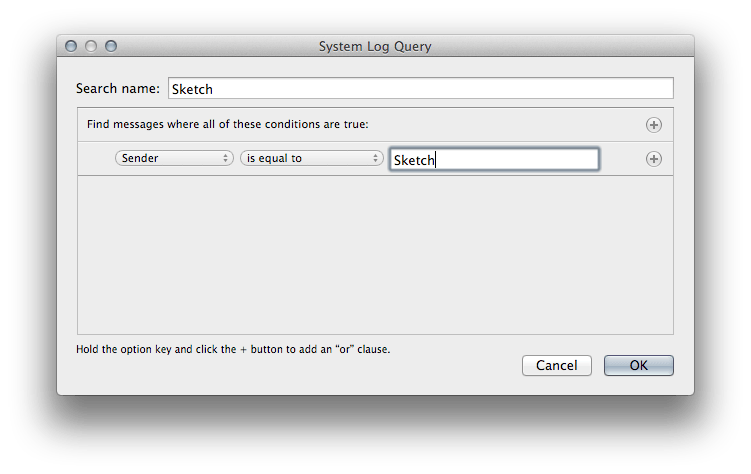 System Log Query
Search name: Sketch
Find messages where all of these conditions are true:
Sender is equal to Sketch
Hold the option key and click the + button to add an “or” clause.
Cancel OK